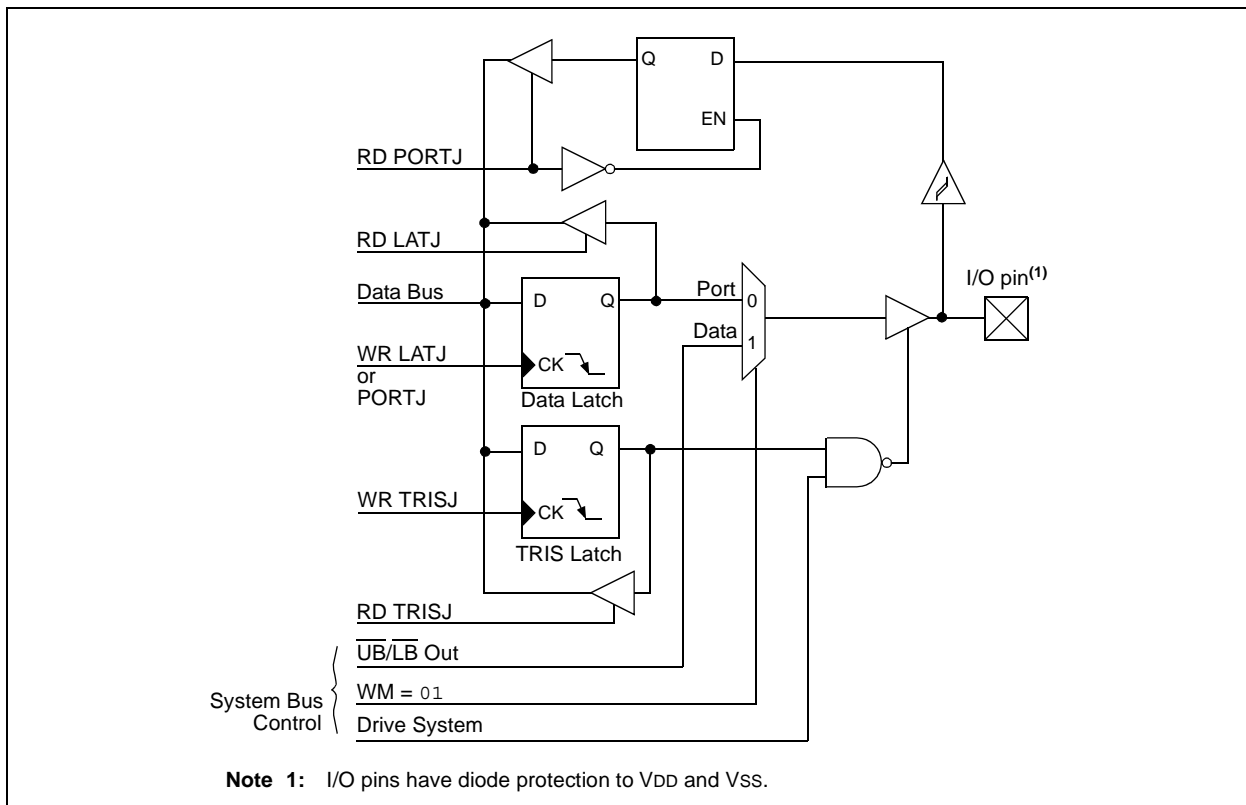 Q D
EN
RD PORTJ
RD LATJ
I/O pin(1)
Data Bus
D Q
Port
0
Data
1
WR LATJ
or
PORTJ
CK
Data Latch
D Q
WR TRISJ
CK
TRIS Latch
RD TRISJ
U̅B̅/L̅B̅ Out
System Bus
Control
WM = 01
Drive System
Note 1: I/O pins have diode protection to VDD and VSS.